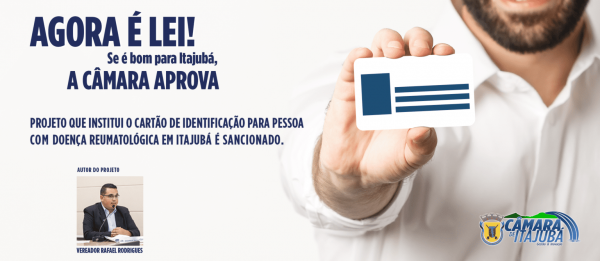 AGORA É LEI!
Se é bom para Itajubá,
A CÂMARA APROVA
PROJETO QUE INSTITUI O CARTÃO DE IDENTIFICAÇÃO PARA PESSOA
COM DOENÇA REUMATOLÓGICA EM ITAJUBÁ É SANCIONADO.
AUTOR DO PROJETO
VEREADOR RAFAEL RODRIGUES
CÂMARA
DE ITAJUBÁ